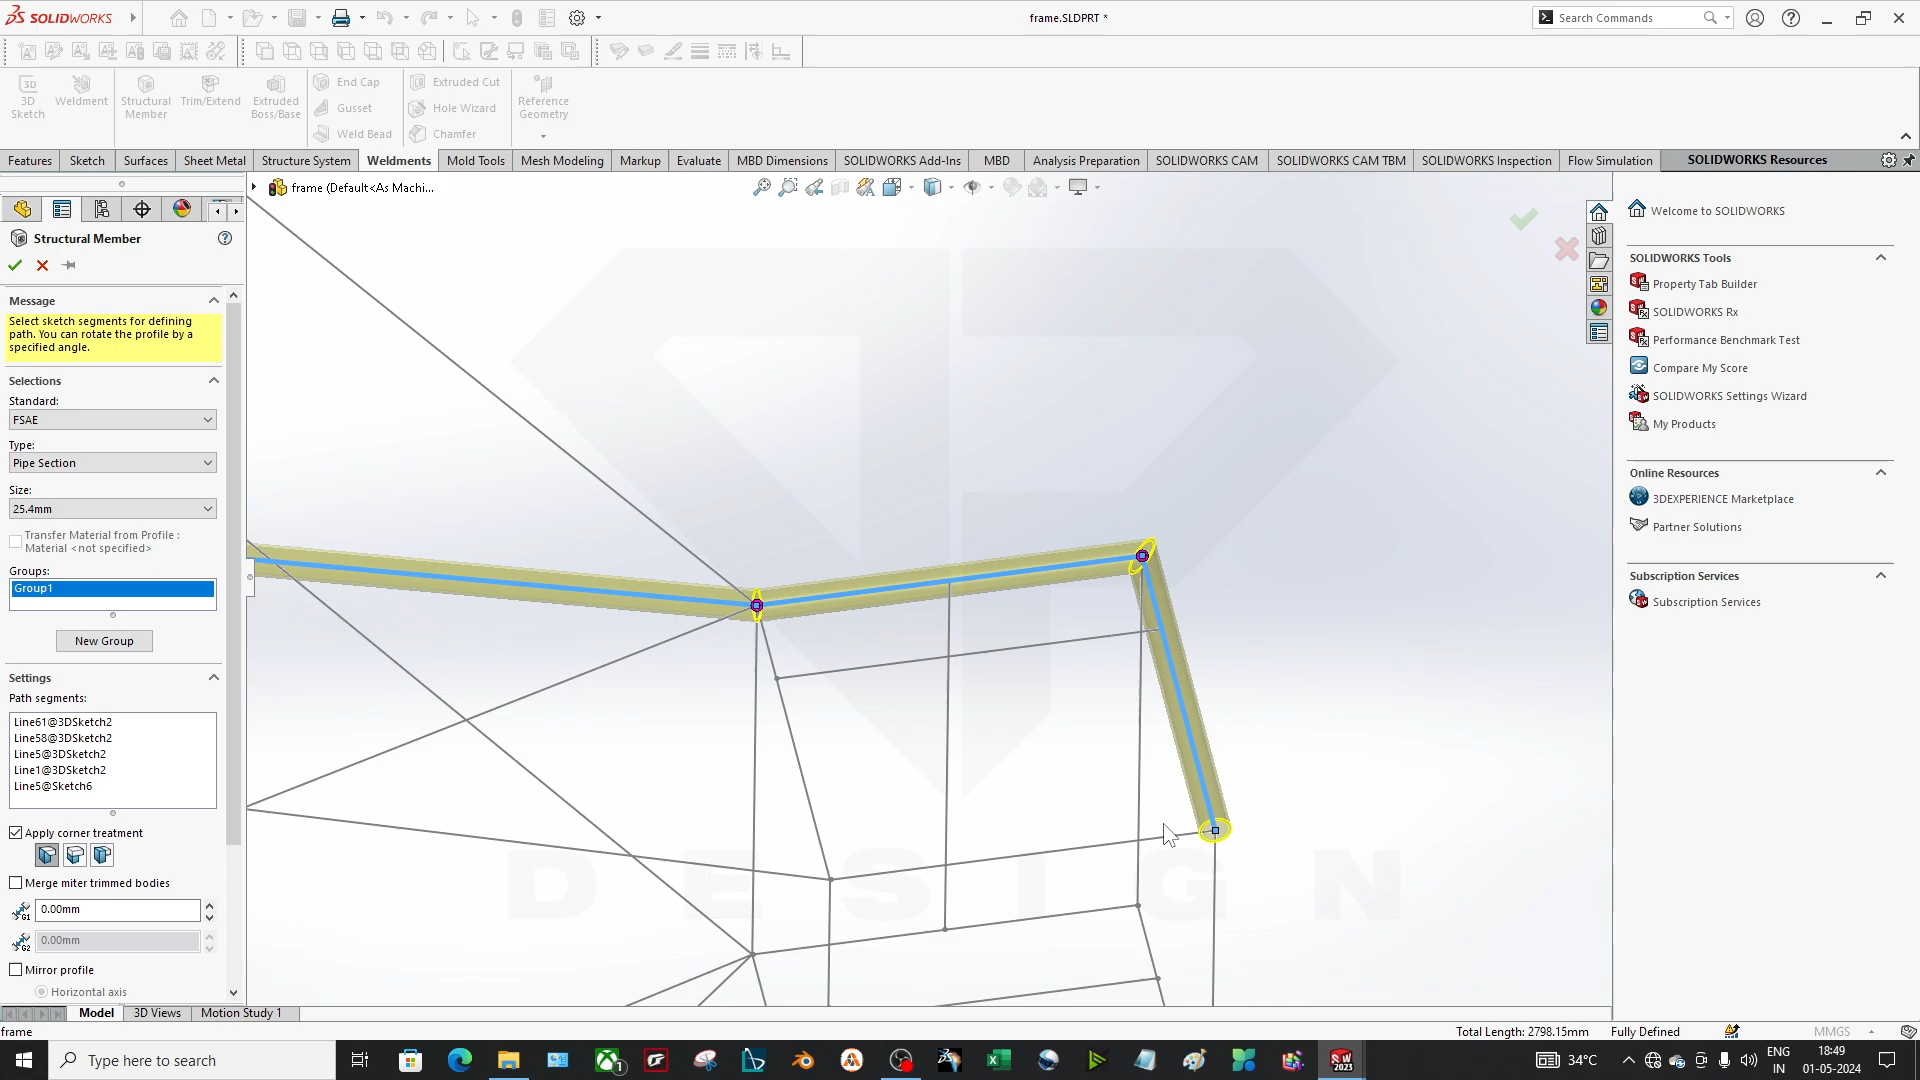 SOLIDWORKS
frame.SLDPRT *
Search Commands
3D Sketch
Weldment
Structural Member
Trim/Extend
Extruded Boss/Base
End Cap
Gusset
Weld Bead
Extruded Cut
Hole Wizard
Chamfer
Reference Geometry
Features
Sketch
Surfaces
Sheet Metal
Structure System
Weldments
Mold Tools
Mesh Modeling
Markup
Evaluate
MBD Dimensions
SOLIDWORKS Add-Ins
MBD
Analysis Preparation
SOLIDWORKS CAM
SOLIDWORKS CAM TBM
SOLIDWORKS Inspection
Flow Simulation
SOLIDWORKS Resources
frame (Default<As Machi...
Structural Member
Message
Select sketch segments for defining
path. You can rotate the profile by a
specified angle.
Selections
Standard:
FSAE
Type:
Pipe Section
Size:
25.4mm
Transfer Material from Profile :
Material <not specified>
Groups:
Group1
New Group
Settings
Path segments:
Line61@3DSketch2
Line58@3DSketch2
Line5@3DSketch2
Line1@3DSketch2
Line5@Sketch6
Apply corner treatment
Merge miter trimmed bodies
G1
0.00mm
G2
0.00mm
Mirror profile
Horizontal axis
DESIGN
Welcome to SOLIDWORKS
SOLIDWORKS Tools
Property Tab Builder
SOLIDWORKS Rx
Performance Benchmark Test
Compare My Score
SOLIDWORKS Settings Wizard
My Products
Online Resources
3DEXPERIENCE Marketplace
Partner Solutions
Subscription Services
Subscription Services
Model
3D Views
Motion Study 1
frame
Total Length: 2798.15mm
Fully Defined
MMGS
Type here to search
34°C
ENG
IN
18:49
01-05-2024